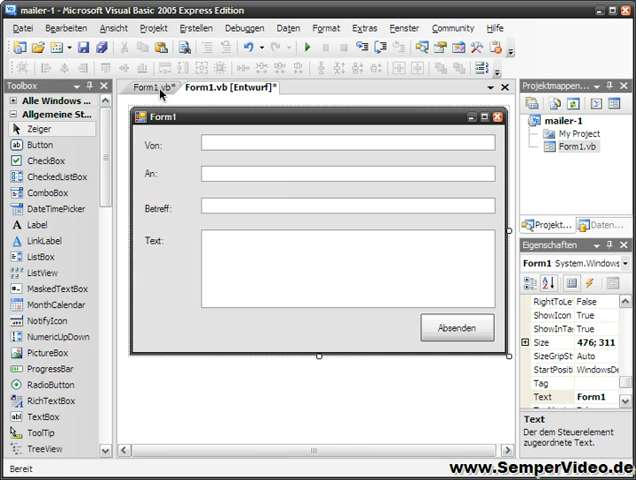 mailer-1 - Microsoft Visual Basic 2005 Express Edition
Datei Bearbeiten Ansicht Projekt Erstellen Debuggen Daten Format Extras Fenster Community Hilfe
Toolbox
Form1.vb*
Form1.vb [Entwurf]*
Alle Windows ...
Allgemeine St...
Zeiger
Button
CheckBox
CheckedListBox
ComboBox
DateTimePicker
Label
LinkLabel
ListBox
ListView
MaskedTextBox
MonthCalendar
NotifyIcon
NumericUpDown
PictureBox
ProgressBar
RadioButton
RichTextBox
TextBox
ToolTip
TreeView
Form1
Von:
An:
Betreff:
Text:
Absenden
Projektmappen...
mailer-1
My Project
Form1.vb
Projekt...
Daten...
Eigenschaften
Form1 System.Windows
RightToLe False
ShowIcon True
ShowInTa True
Size 476; 311
SizeGripSt Auto
StartPositi WindowsDe
Tag
Text Form1
Text
Der dem Steuerelement zugeordnete Text.
Bereit
www.SemperVideo.de